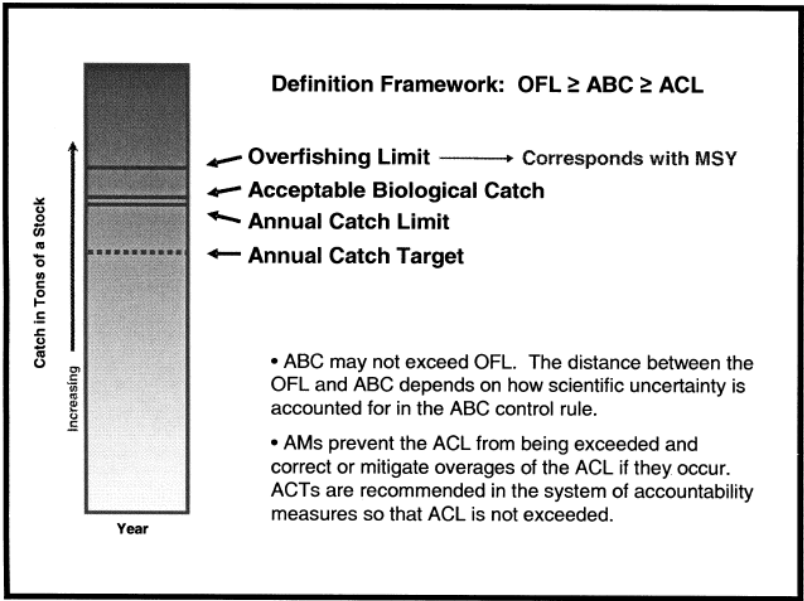 Definition Framework: OFL ≥ ABC ≥ ACL
Overfishing Limit
Corresponds with MSY
Acceptable Biological Catch
Annual Catch Limit
Annual Catch Target
Catch in Tons of a Stock
Increasing
Year
• ABC may not exceed OFL. The distance between the
OFL and ABC depends on how scientific uncertainty is
accounted for in the ABC control rule.
• AMs prevent the ACL from being exceeded and
correct or mitigate overages of the ACL if they occur.
ACTs are recommended in the system of accountability
measures so that ACL is not exceeded.